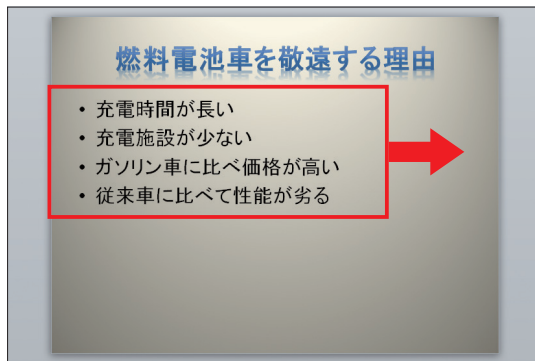 燃料電池車を敬遠する理由
• 充電時間が長い
• 充電施設が少ない
• ガソリン車に比べ価格が高い
• 従来車に比べて性能が劣る